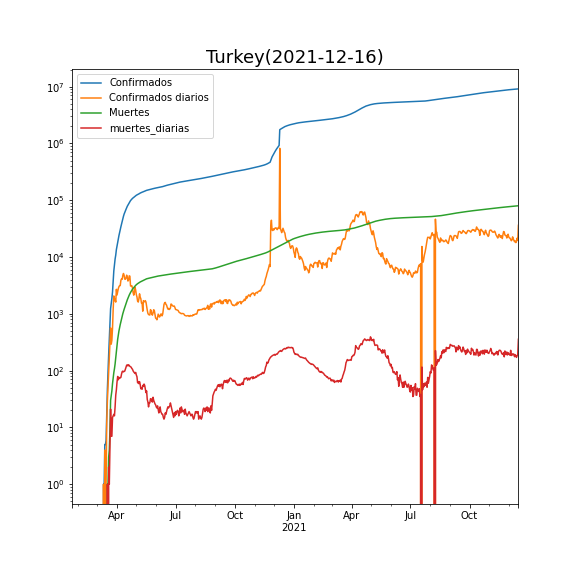 Turkey(2021-12-16)
Confirmados
Confirmados diarios
Muertes
muertes_diarias
10⁷
10⁶
10⁵
10⁴
10³
10²
10¹
10⁰
Apr Jul Oct Jan Apr Jul Oct
2021